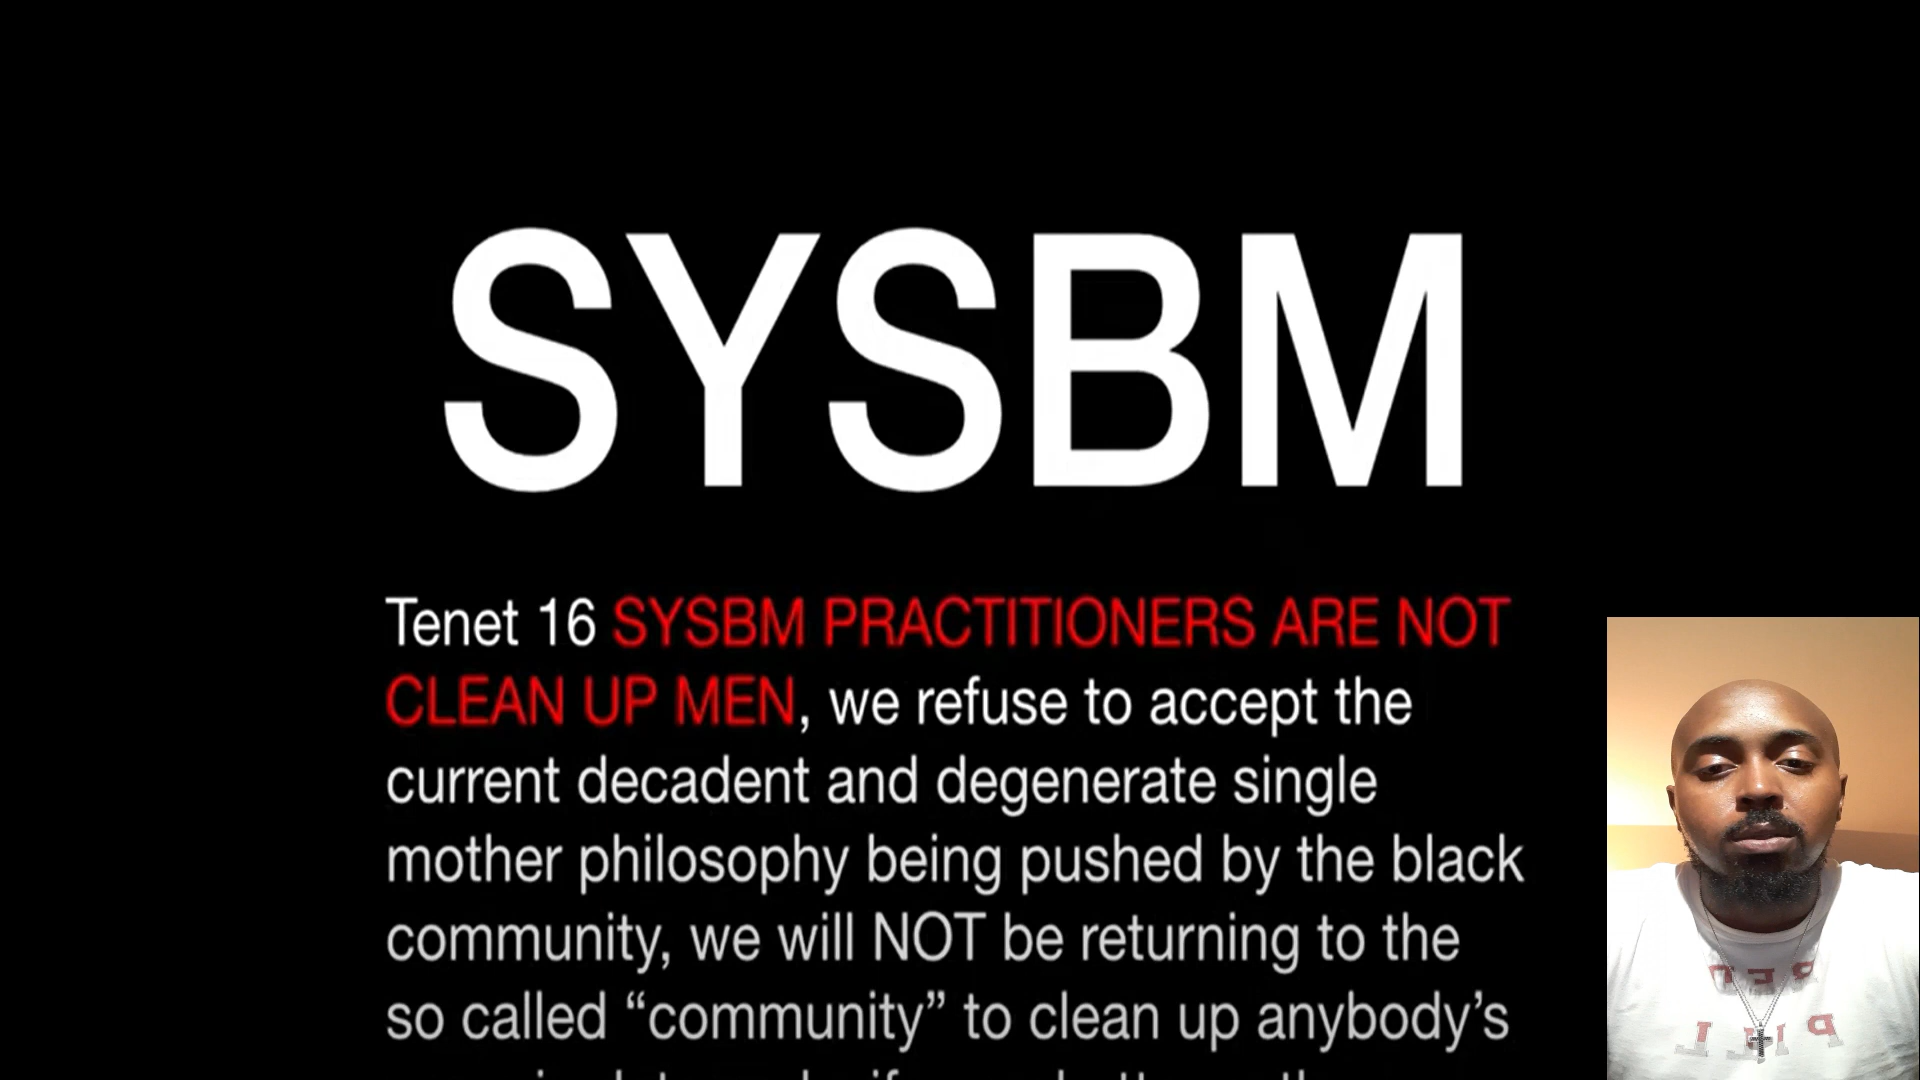 SYSBM
Tenet 16 SYSBM PRACTITIONERS ARE NOT
CLEAN UP MEN, we refuse to accept the
current decadent and degenerate single
mother philosophy being pushed by the black
community, we will NOT be returning to the
so called “community” to clean up anybody’s
RED
PILL